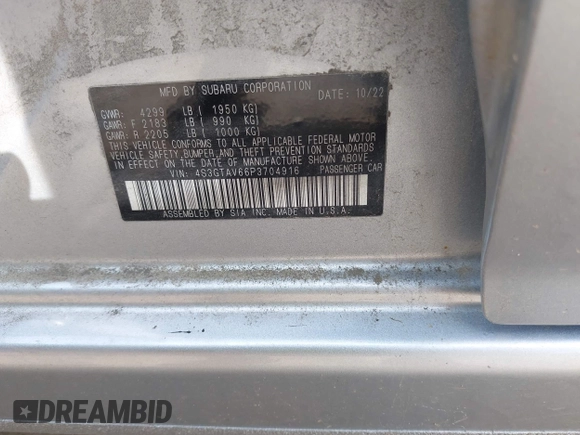 MFD BY SUBARU CORPORATION DATE: 10/22
GVWR: 4299 LB ( 1950 KG)
GAWR: F 2183 LB ( 990 KG)
GAWR: R 2205 LB ( 1000 KG)
THIS VEHICLE CONFORMS TO ALL APPLICABLE FEDERAL MOTOR
VEHICLE SAFETY,BUMPER,AND THEFT PREVENTION STANDARDS
IN EFFECT ON THE DATE OF MANUFACTURE SHOWN ABOVE.
VIN: 4S3GTAV66P3704916 PASSENGER CAR
ASSEMBLED BY SIA INC. MADE IN U.S.A.
DREAMBID